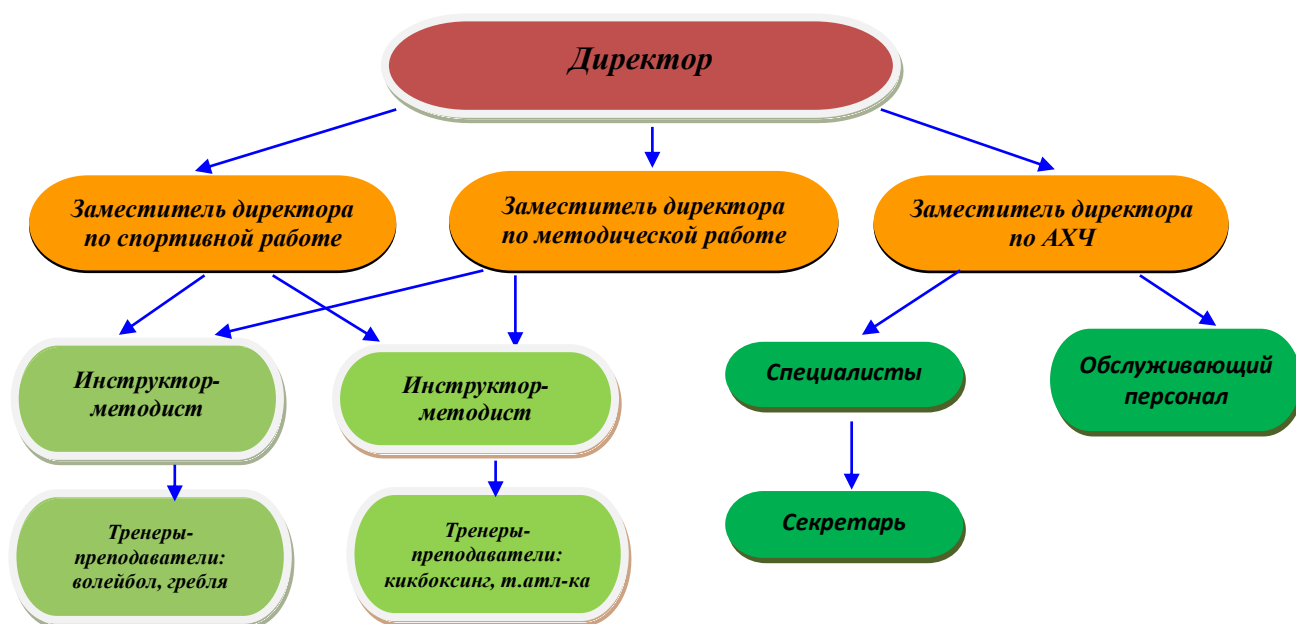 Директор
Заместитель директора
по спортивной работе
Заместитель директора
по методической работе
Заместитель директора
по АХЧ
Инструктор-
методист
Инструктор-
методист
Специалисты
Обслуживающий
персонал
Тренеры-
преподаватели:
волейбол, гребля
Тренеры-
преподаватели:
кикбоксинг, т.атл-ка
Секретарь